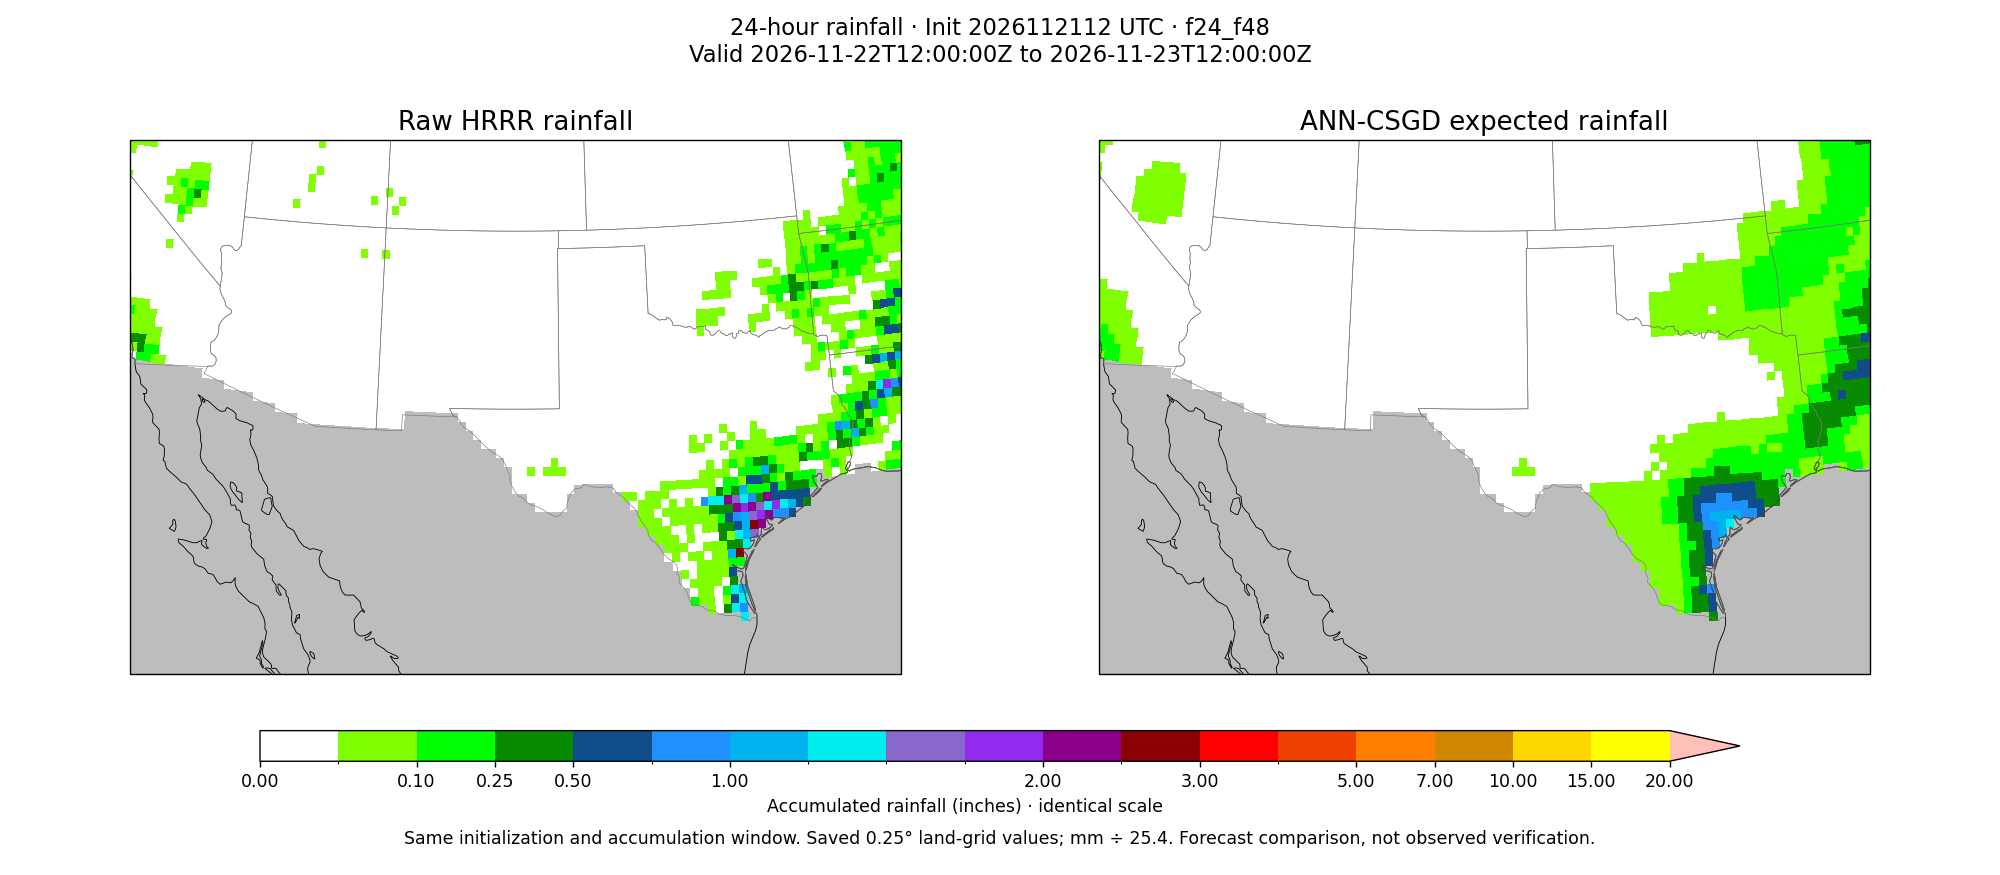 24-hour rainfall · Init 2026112112 UTC · f24_f48
Valid 2026-11-22T12:00:00Z to 2026-11-23T12:00:00Z
Raw HRRR rainfall
ANN-CSGD expected rainfall
0.00 0.10 0.25 0.50 1.00 2.00 3.00 5.00 7.00 10.00 15.00 20.00
Accumulated rainfall (inches) · identical scale
Same initialization and accumulation window. Saved 0.25° land-grid values; mm ÷ 25.4. Forecast comparison, not observed verification.